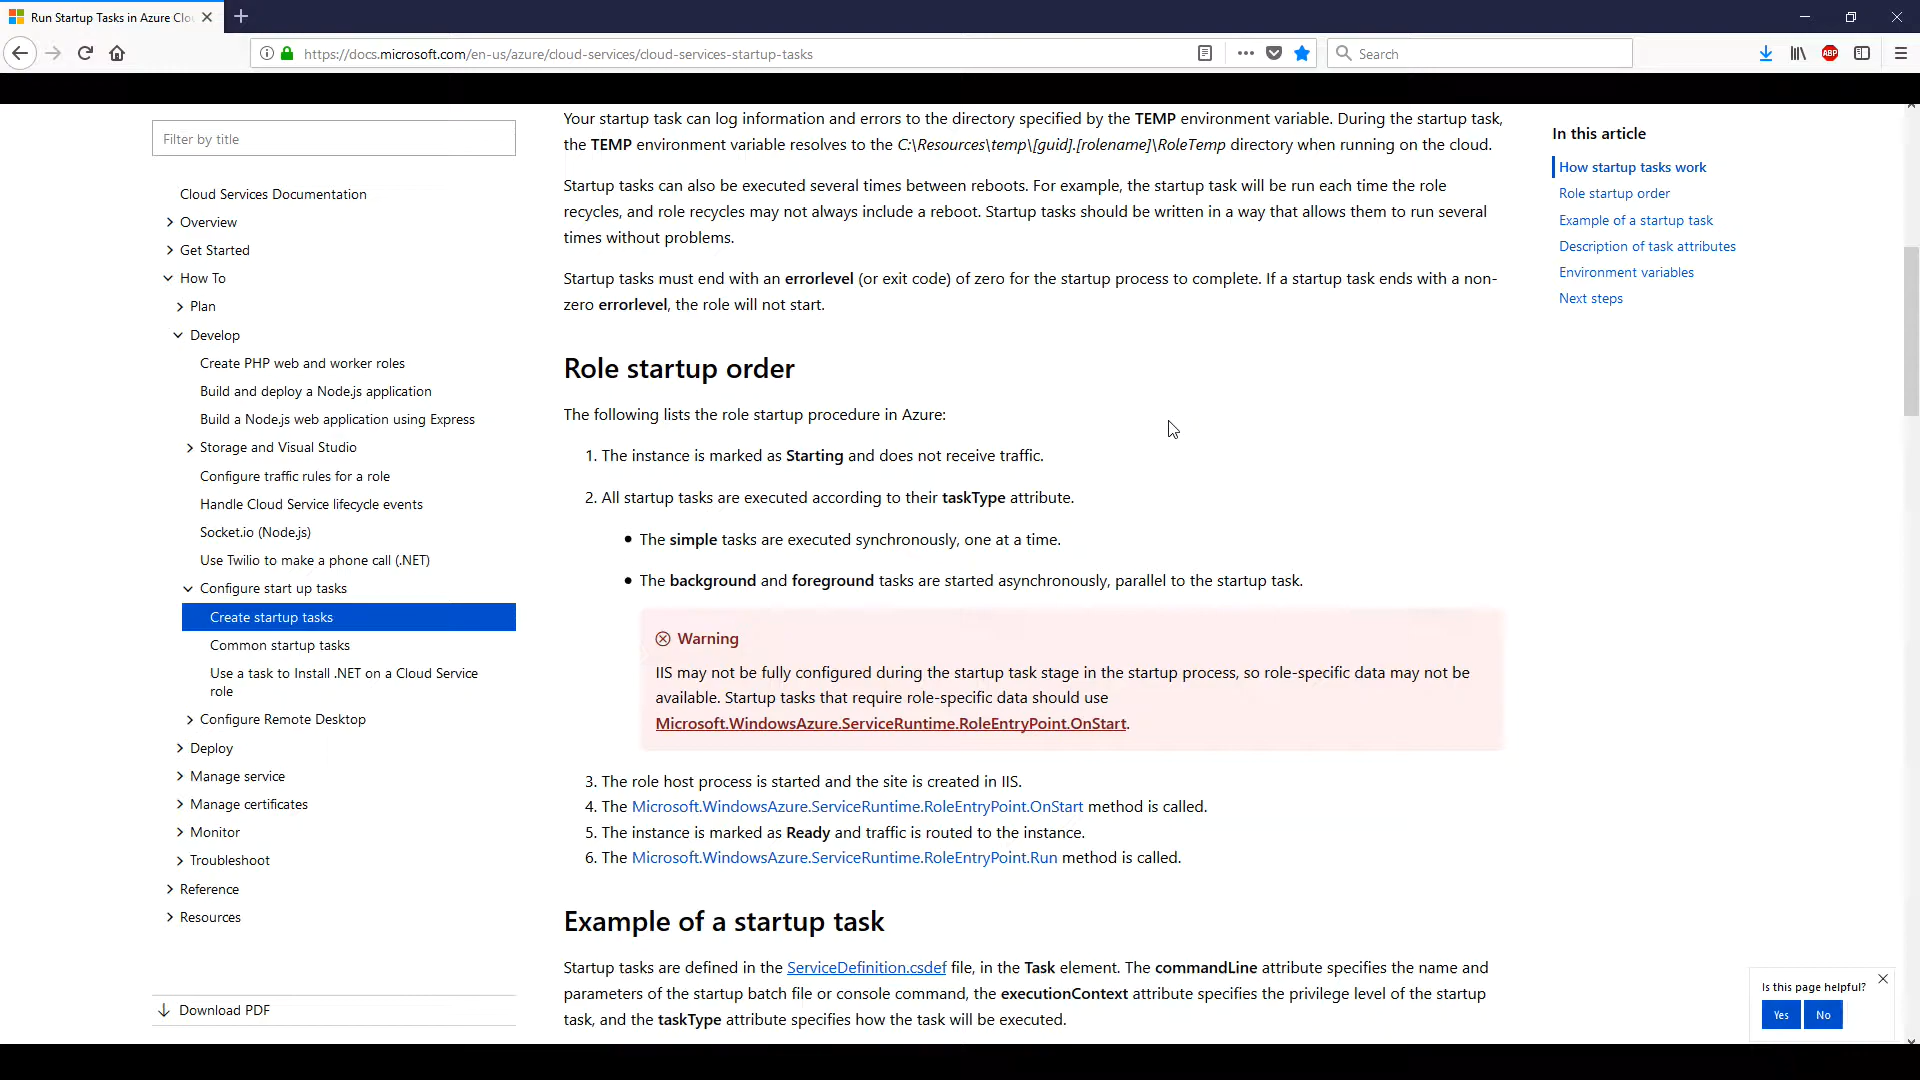 Run Startup Tasks in Azure Clo
https://docs.microsoft.com/en-us/azure/cloud-services/cloud-services-startup-tasks
Search
ABP
Filter by title
Cloud Services Documentation
Overview
Get Started
How To
Plan
Develop
Create PHP web and worker roles
Build and deploy a Node.js application
Build a Node.js web application using Express
Storage and Visual Studio
Configure traffic rules for a role
Handle Cloud Service lifecycle events
Socket.io (Node.js)
Use Twilio to make a phone call (.NET)
Configure start up tasks
Create startup tasks
Common startup tasks
Use a task to Install .NET on a Cloud Service
role
Configure Remote Desktop
Deploy
Manage service
Manage certificates
Monitor
Troubleshoot
Reference
Resources
Download PDF
Your startup task can log information and errors to the directory specified by the TEMP environment variable. During the startup task,
the TEMP environment variable resolves to the C:\Resources\temp\[guid].[rolename]\RoleTemp directory when running on the cloud.
Startup tasks can also be executed several times between reboots. For example, the startup task will be run each time the role
recycles, and role recycles may not always include a reboot. Startup tasks should be written in a way that allows them to run several
times without problems.
Startup tasks must end with an errorlevel (or exit code) of zero for the startup process to complete. If a startup task ends with a non-
zero errorlevel, the role will not start.
Role startup order
The following lists the role startup procedure in Azure:
1. The instance is marked as Starting and does not receive traffic.
2. All startup tasks are executed according to their taskType attribute.
• The simple tasks are executed synchronously, one at a time.
• The background and foreground tasks are started asynchronously, parallel to the startup task.
Warning
IIS may not be fully configured during the startup task stage in the startup process, so role-specific data may not be
available. Startup tasks that require role-specific data should use
Microsoft.WindowsAzure.ServiceRuntime.RoleEntryPoint.OnStart.
3. The role host process is started and the site is created in IIS.
4. The Microsoft.WindowsAzure.ServiceRuntime.RoleEntryPoint.OnStart method is called.
5. The instance is marked as Ready and traffic is routed to the instance.
6. The Microsoft.WindowsAzure.ServiceRuntime.RoleEntryPoint.Run method is called.
Example of a startup task
Startup tasks are defined in the ServiceDefinition.csdef file, in the Task element. The commandLine attribute specifies the name and
parameters of the startup batch file or console command, the executionContext attribute specifies the privilege level of the startup
task, and the taskType attribute specifies how the task will be executed.
In this article
How startup tasks work
Role startup order
Example of a startup task
Description of task attributes
Environment variables
Next steps
Is this page helpful?
Yes
No